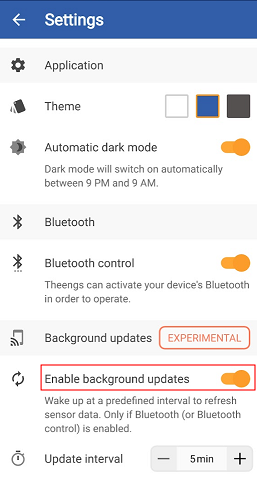 Settings
Application
Theme
Automatic dark mode
Dark mode will switch on automatically
between 9 PM and 9 AM.
Bluetooth
Bluetooth control
Theengs can activate your device's Bluetooth
in order to operate.
Background updates EXPERIMENTAL
Enable background updates
Wake up at a predefined interval to refresh
sensor data. Only if Bluetooth (or Bluetooth
control) is enabled.
Update interval — 5min +